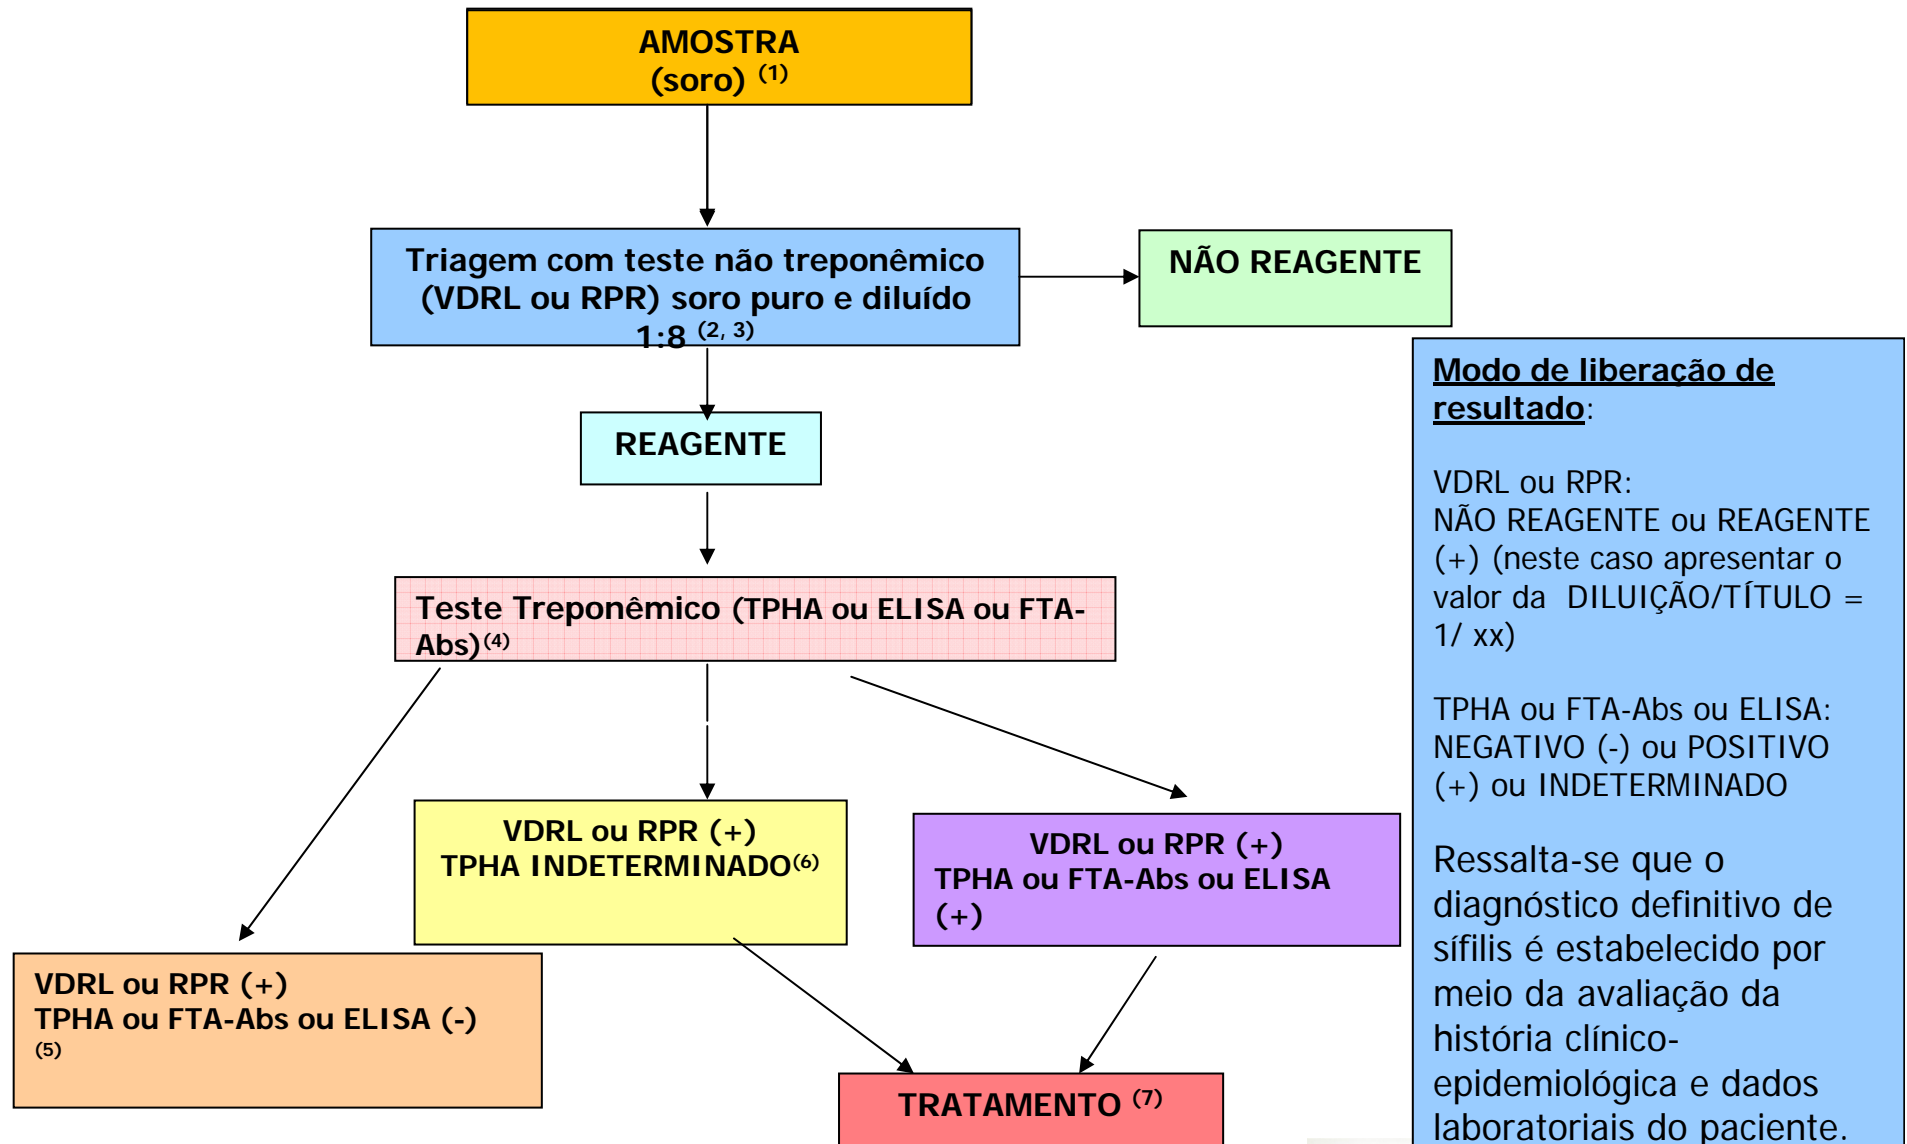 AMOSTRA
(soro) (1)
Triagem com teste não treponêmico
(VDRL ou RPR) soro puro e diluído
1:8 (2, 3)
NÃO REAGENTE
REAGENTE
Teste Treponêmico (TPHA ou ELISA ou FTA-
Abs)(4)
VDRL ou RPR (+)
TPHA INDETERMINADO(6)
VDRL ou RPR (+)
TPHA ou FTA-Abs ou ELISA
(+)
VDRL ou RPR (+)
TPHA ou FTA-Abs ou ELISA (-)
(5)
TRATAMENTO (7)
Modo de liberação de
resultado:
VDRL ou RPR:
NÃO REAGENTE ou REAGENTE
(+) (neste caso apresentar o
valor da DILUIÇÃO/TÍTULO =
1/ xx)
TPHA ou FTA-Abs ou ELISA:
NEGATIVO (-) ou POSITIVO
(+) ou INDETERMINADO
Ressalta-se que o
diagnóstico definitivo de
sífilis é estabelecido por
meio da avaliação da
história clínico-
epidemiológica e dados
laboratoriais do paciente.